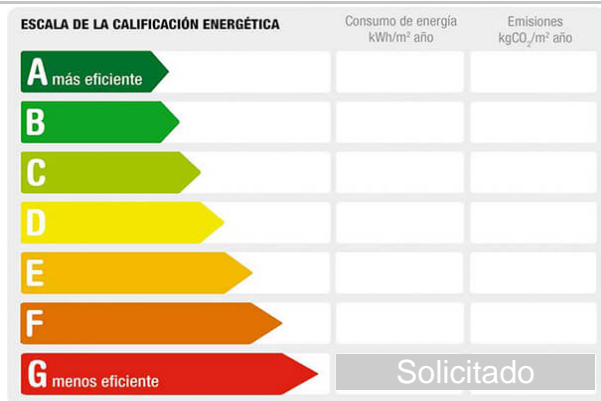 ESCALA DE LA CALIFICACIÓN ENERGÉTICA
Consumo de energía
kWh/m² año
Emisiones
kgCO₂/m² año
A más eficiente
B
C
D
E
F
G menos eficiente
Solicitado